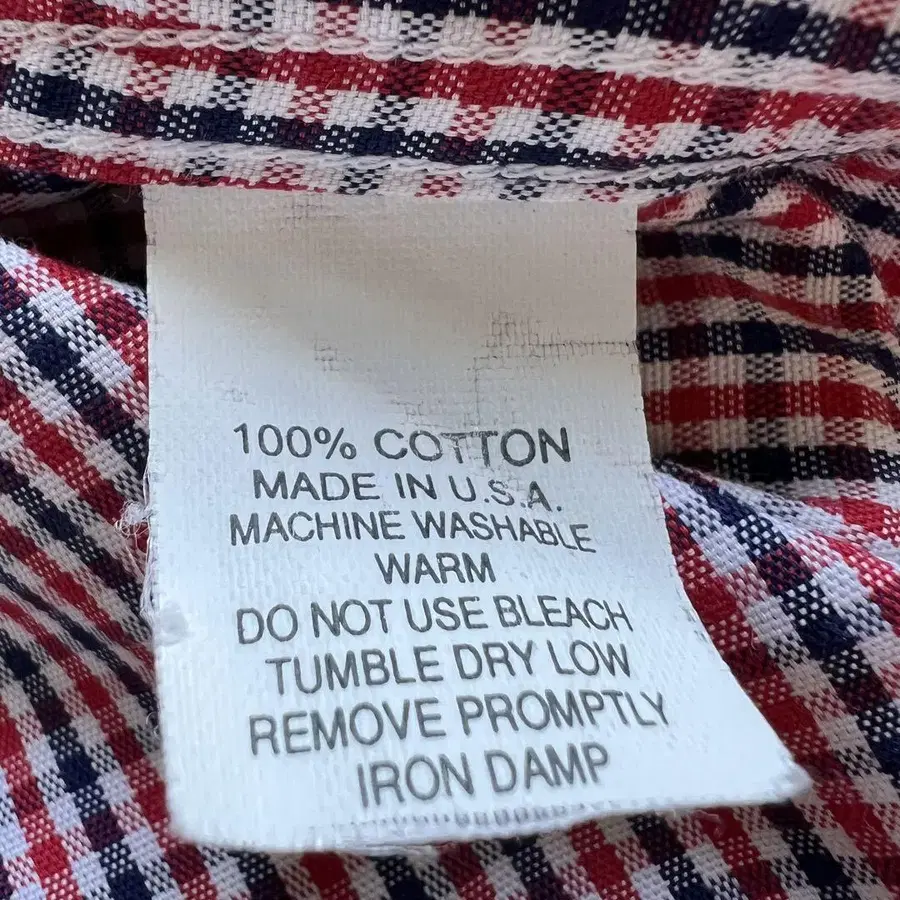 100% COTTON
MADE IN U.S.A.
MACHINE WASHABLE
WARM
DO NOT USE BLEACH
TUMBLE DRY LOW
REMOVE PROMPTLY
IRON DAMP